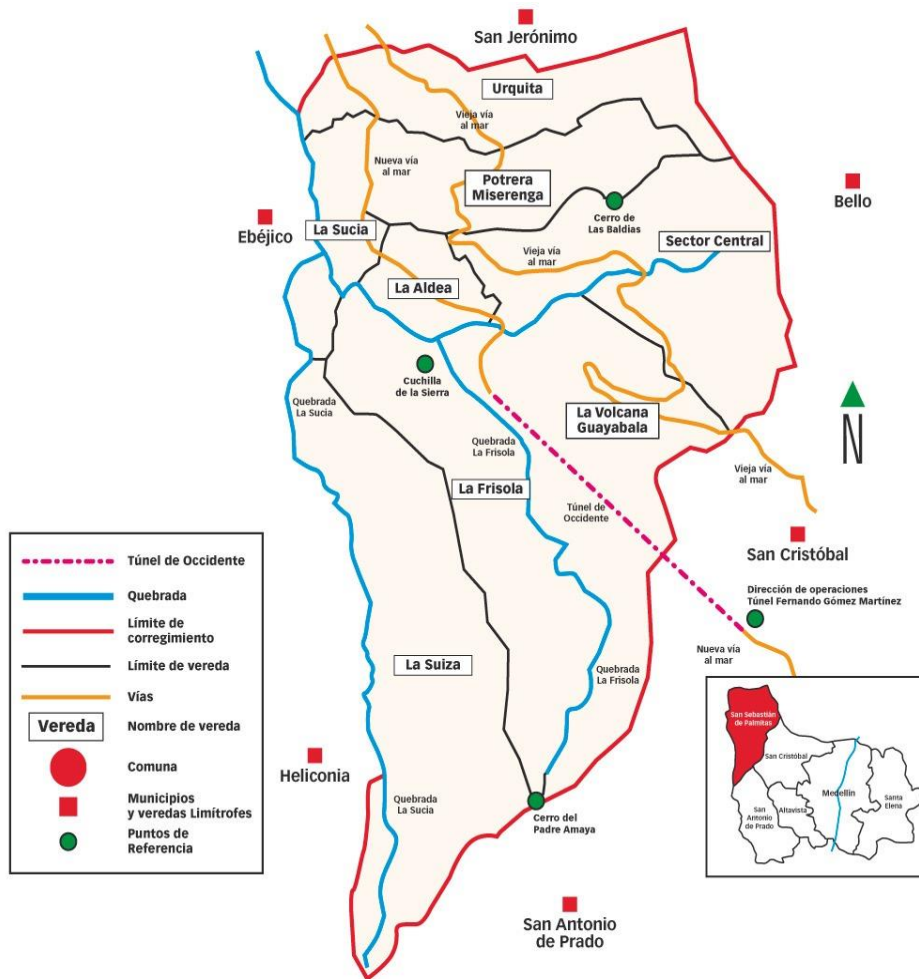 San Jerónimo
Urquita
Vieja vía
al mar
Nueva vía
al mar
Potrera
Miserenga
Bello
Cerro de
Las Baldias
Ebéjico
La Sucia
Sector Central
Vieja vía
al mar
La Aldea
Cuchilla
de la Sierra
Quebrada
La Sucia
La Volcana
Guayabala
N
Quebrada
La Frisola
Vieja vía
al mar
La Frisola
Túnel de
Occidente
San Cristóbal
Dirección de operaciones
Túnel Fernando Gómez Martínez
Nueva vía
al mar
La Suiza
Quebrada
La Frisola
Heliconia
Quebrada
La Sucia
Cerro del
Padre Amaya
San Antonio
de Prado
Túnel de Occidente
Quebrada
Límite de
corregimiento
Límite de vereda
Vías
Vereda
Nombre de vereda
Comuna
Municipios
y veredas Limítrofes
Puntos de
Referencia
San Sebastián
de Palmitas
San Cristóbal
Medellín
Santa
Elena
Altavista
San
Antonio
de Prado